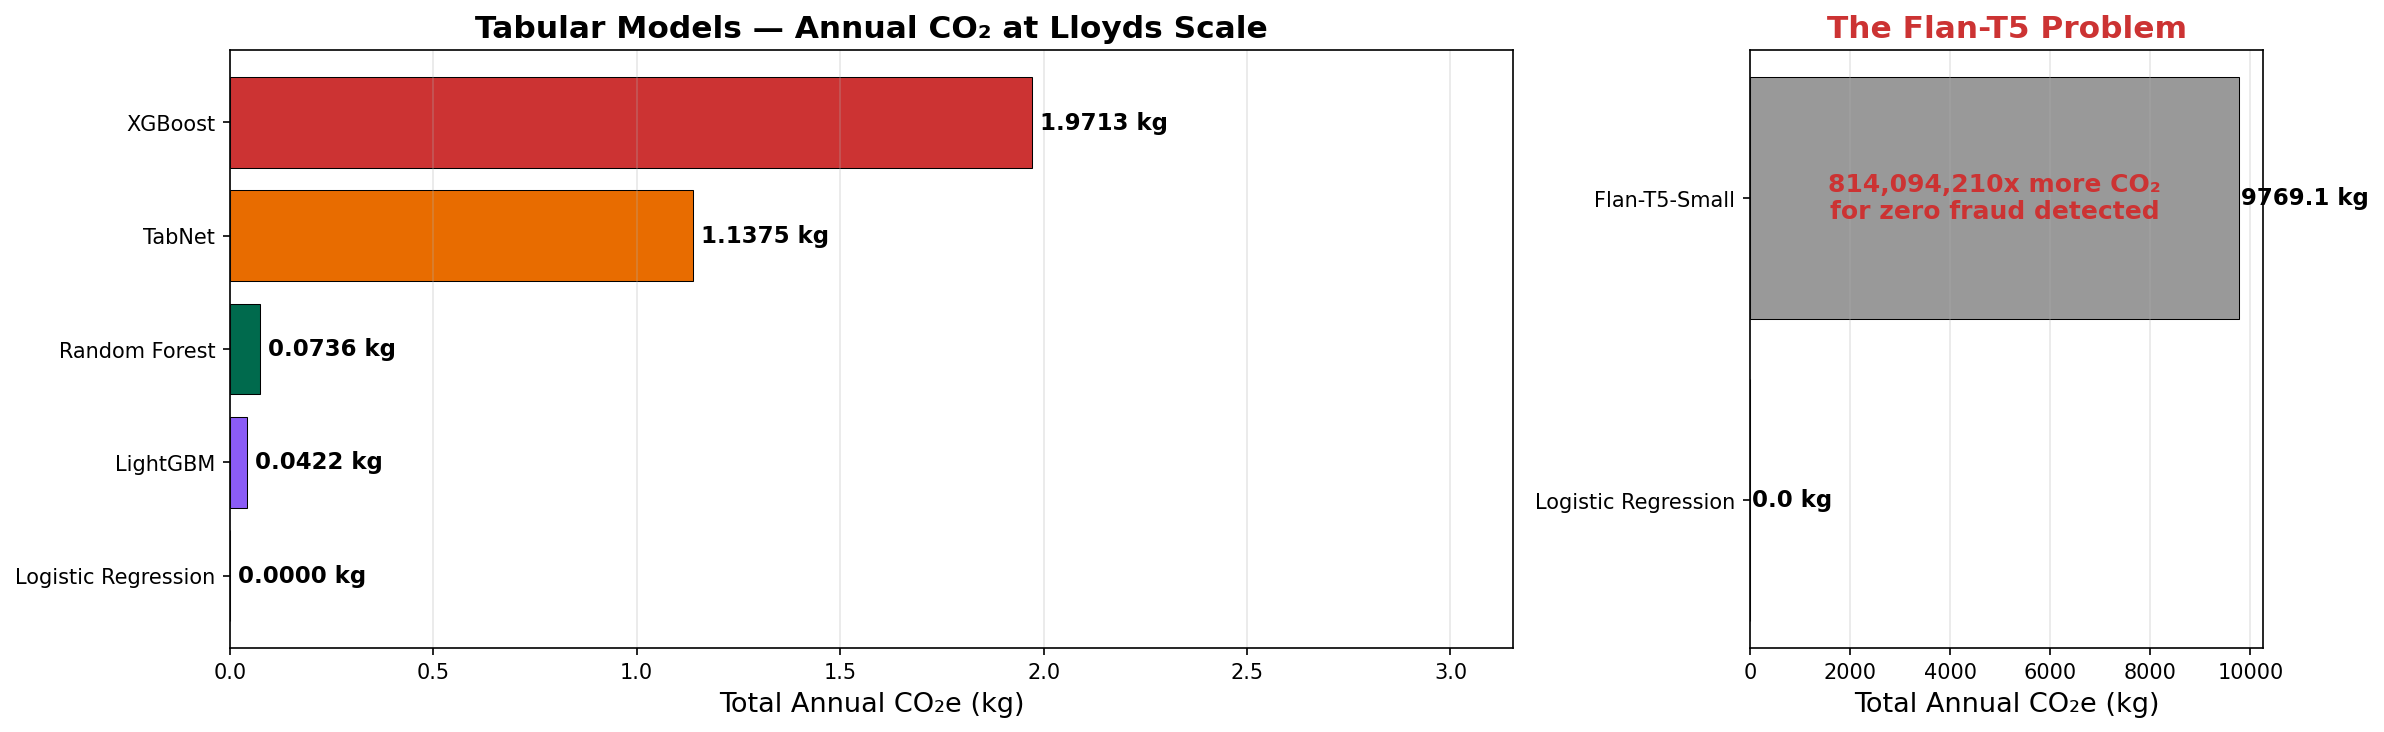 Tabular Models — Annual CO₂ at Lloyds Scale
XGBoost
1.9713 kg
TabNet
1.1375 kg
Random Forest
0.0736 kg
LightGBM
0.0422 kg
Logistic Regression
0.0000 kg
0.0 0.5 1.0 1.5 2.0 2.5 3.0
Total Annual CO₂e (kg)
The Flan-T5 Problem
Flan-T5-Small
814,094,210x more CO₂
for zero fraud detected
9769.1 kg
Logistic Regression
0.0 kg
0 2000 4000 6000 8000 10000
Total Annual CO₂e (kg)